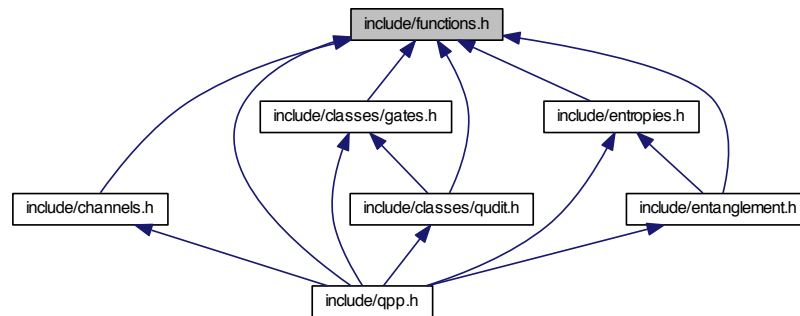 include/functions.h
include/classes/gates.h
include/entropies.h
include/channels.h
include/classes/qudit.h
include/entanglement.h
include/qpp.h